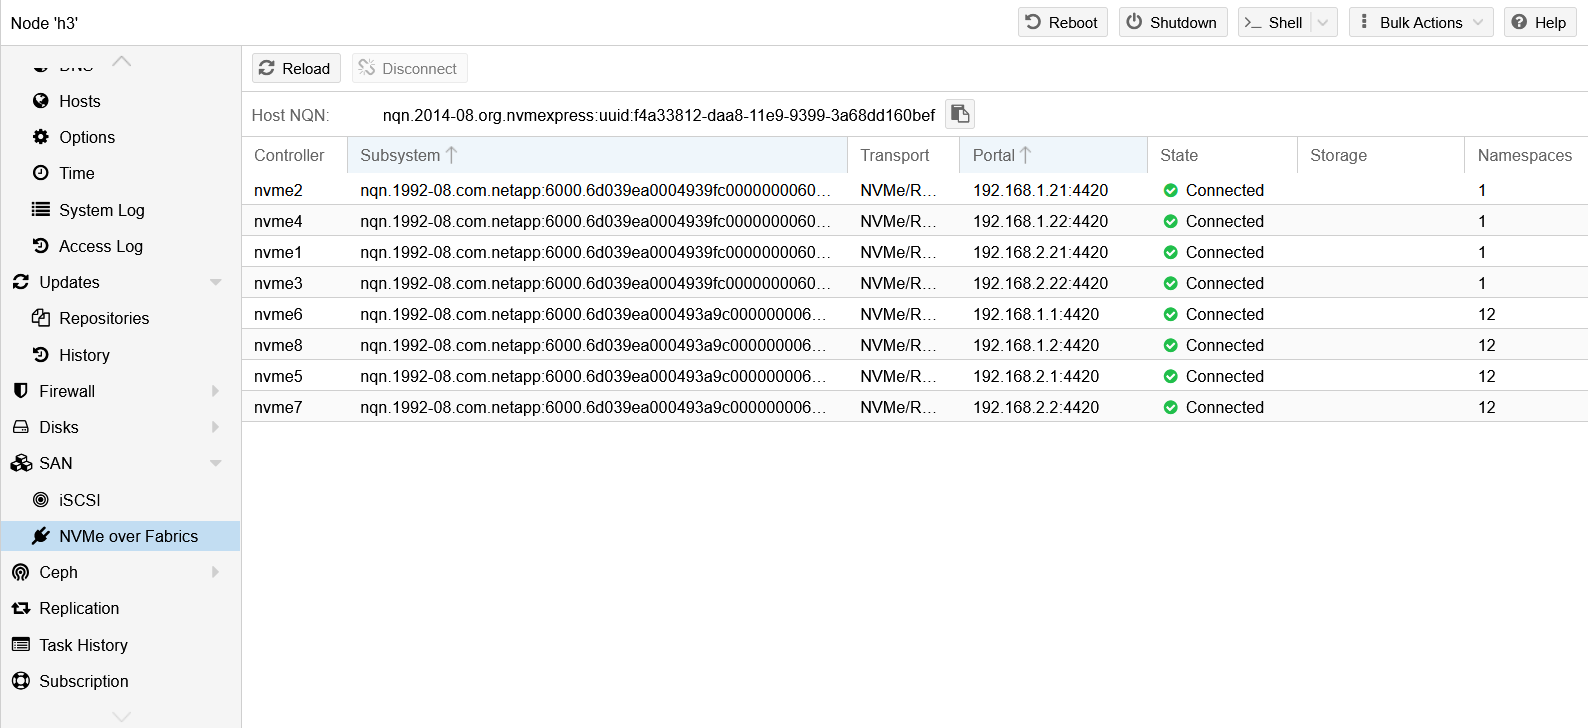 Node 'h3'
Reboot
Shutdown
Shell
Bulk Actions
Help
DNS
Hosts
Options
Time
System Log
Access Log
Updates
Repositories
History
Firewall
Disks
SAN
iSCSI
NVMe over Fabrics
Ceph
Replication
Task History
Subscription
Reload
Disconnect
Host NQN: nqn.2014-08.org.nvmexpress:uuid:f4a33812-daa8-11e9-9399-3a68dd160bef
Controller Subsystem Transport Portal State Storage Namespaces
nvme2 nqn.1992-08.com.netapp:6000.6d039ea0004939fc0000000060... NVMe/R... 192.168.1.21:4420 Connected 1
nvme4 nqn.1992-08.com.netapp:6000.6d039ea0004939fc0000000060... NVMe/R... 192.168.1.22:4420 Connected 1
nvme1 nqn.1992-08.com.netapp:6000.6d039ea0004939fc0000000060... NVMe/R... 192.168.2.21:4420 Connected 1
nvme3 nqn.1992-08.com.netapp:6000.6d039ea0004939fc0000000060... NVMe/R... 192.168.2.22:4420 Connected 1
nvme6 nqn.1992-08.com.netapp:6000.6d039ea000493a9c000000006... NVMe/R... 192.168.1.1:4420 Connected 12
nvme8 nqn.1992-08.com.netapp:6000.6d039ea000493a9c000000006... NVMe/R... 192.168.1.2:4420 Connected 12
nvme5 nqn.1992-08.com.netapp:6000.6d039ea000493a9c000000006... NVMe/R... 192.168.2.1:4420 Connected 12
nvme7 nqn.1992-08.com.netapp:6000.6d039ea000493a9c000000006... NVMe/R... 192.168.2.2:4420 Connected 12